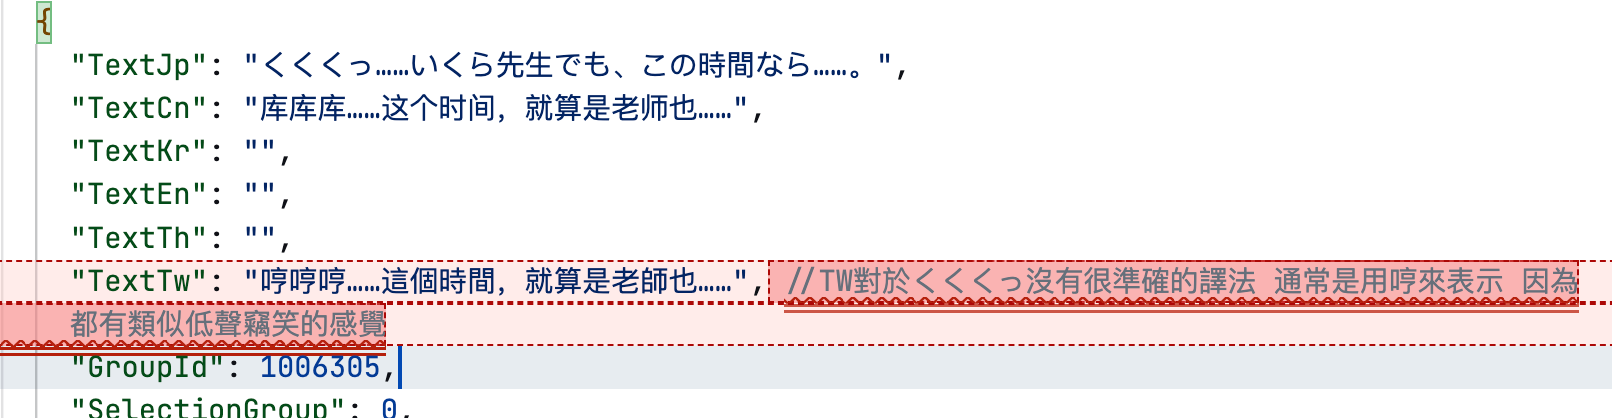 {
"TextJp": "くくくっ……いくら先生でも、この時間なら……。",
"TextCn": "库库库……这个时间，就算是老师也……",
"TextKr": "",
"TextEn": "",
"TextTh": "",
"TextTw": "哼哼哼……這個時間，就算是老師也……", //TW對於くくくっ沒有很準確的譯法 通常是用哼來表示 因為
都有類似低聲竊笑的感覺
"GroupId": 1006305,
"SelectionGroup": 0,